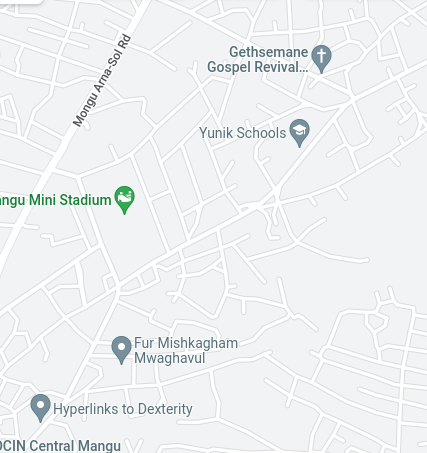 Mongu Arna-Sol Rd
Gethsemane
Gospel Revival...
Yunik Schools
angu Mini Stadium
Fur Mishkagham
Mwaghavul
Hyperlinks to Dexterity
OCIN Central Mangu